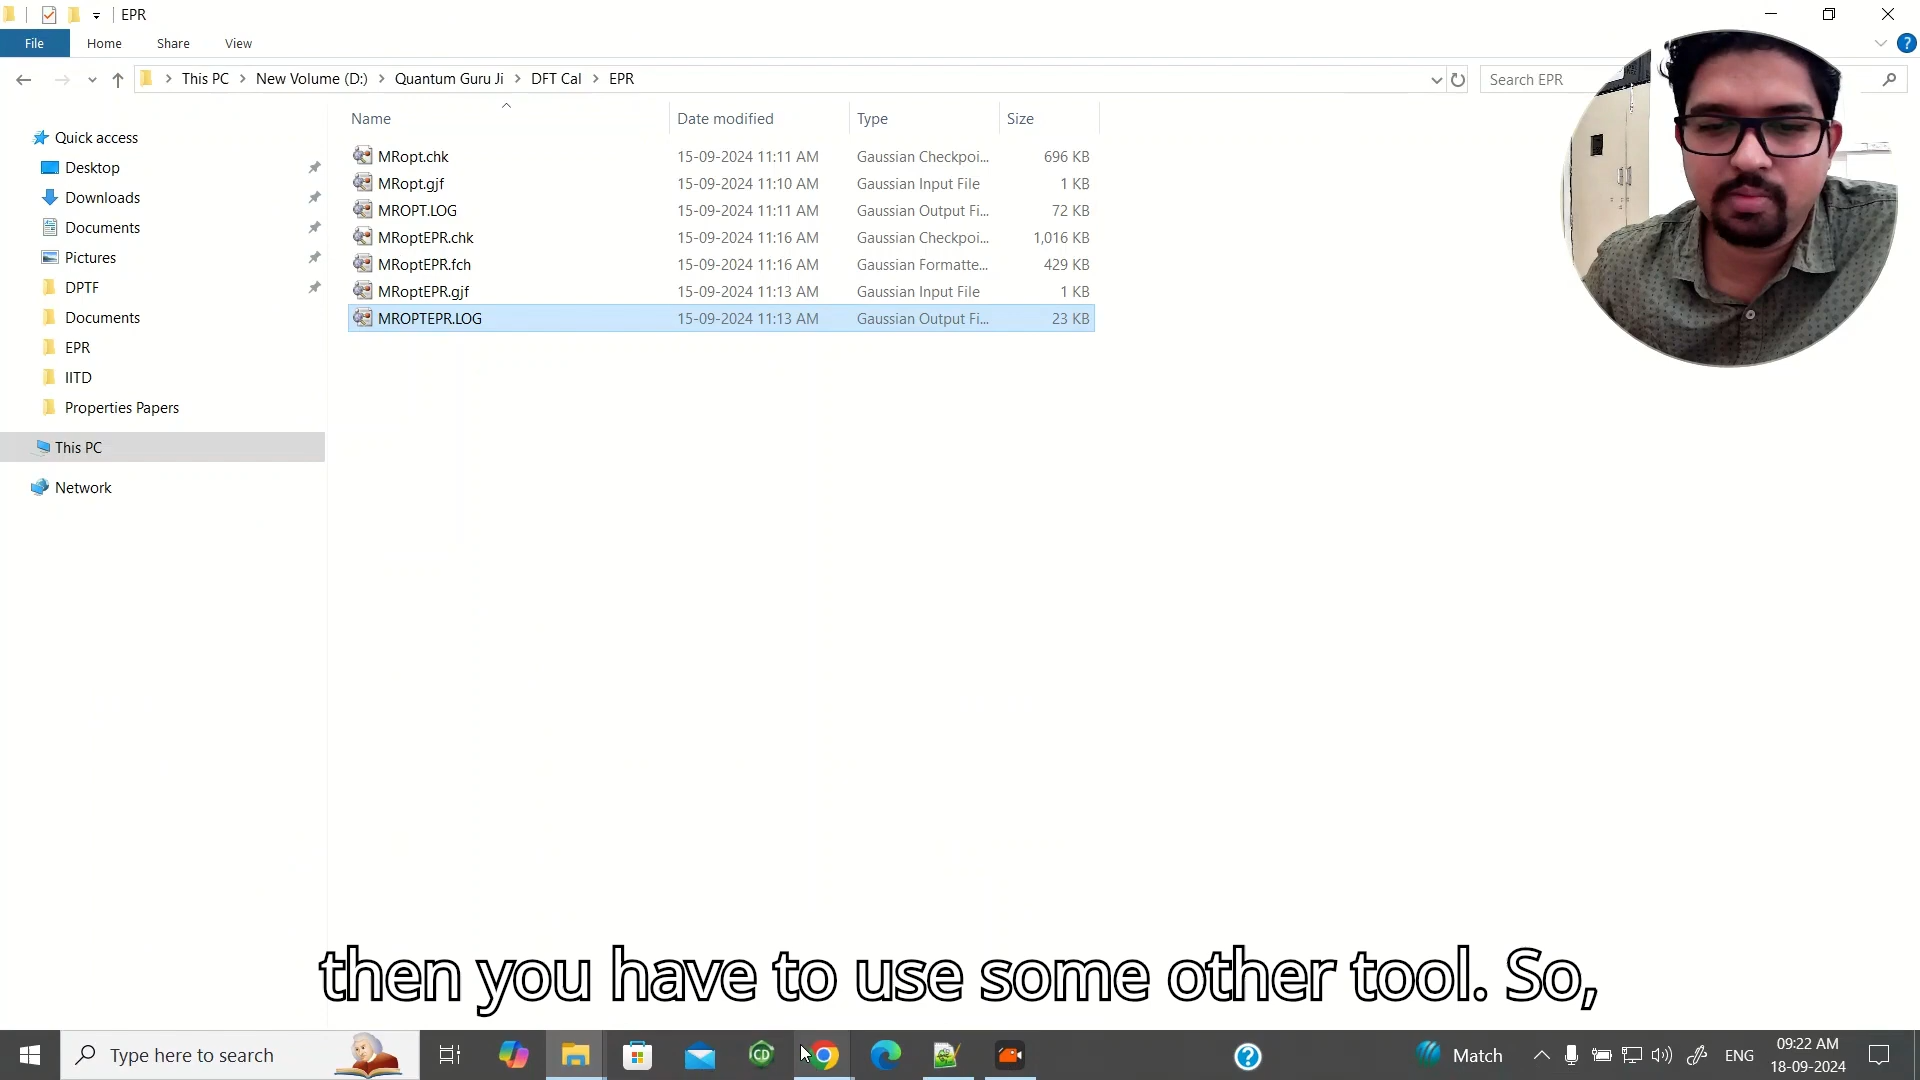 EPR
File Home Share View
This PC New Volume (D:) Quantum Guru Ji DFT Cal EPR
Search EPR
Name Date modified Type Size
Quick access
Desktop
Downloads
Documents
Pictures
DPTF
Documents
EPR
IITD
Properties Papers
This PC
Network
MRopt.chk 15-09-2024 11:11 AM Gaussian Checkpoi... 696 KB
MRopt.gjf 15-09-2024 11:10 AM Gaussian Input File 1 KB
MROPT.LOG 15-09-2024 11:11 AM Gaussian Output Fi... 72 KB
MRoptEPR.chk 15-09-2024 11:16 AM Gaussian Checkpoi... 1,016 KB
MRoptEPR.fch 15-09-2024 11:16 AM Gaussian Formatte... 429 KB
MRoptEPR.gjf 15-09-2024 11:13 AM Gaussian Input File 1 KB
MROPTEPR.LOG 15-09-2024 11:13 AM Gaussian Output Fi... 23 KB
then you have to use some other tool. So,
Type here to search
CD
Match
ENG
09:22 AM
18-09-2024